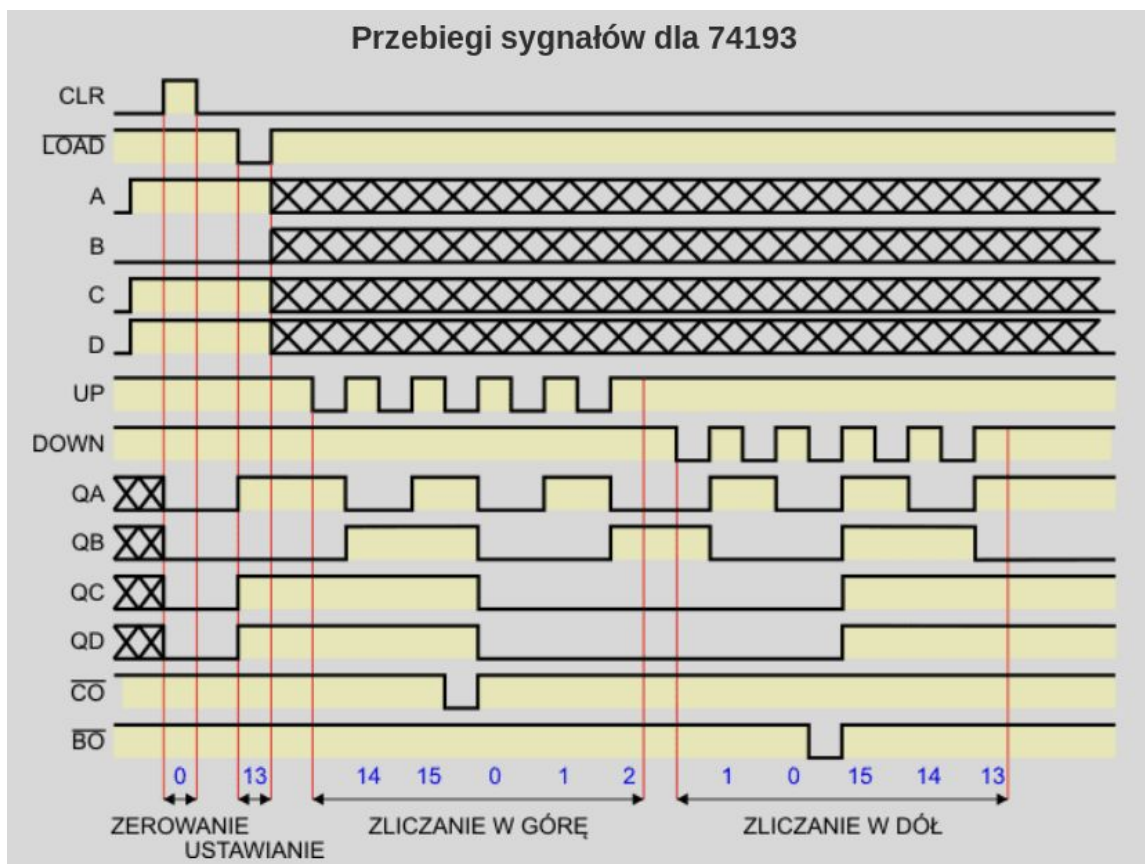 Przebiegi sygnałów dla 74193
CLR
LOAD
A
B
C
D
UP
DOWN
QA
QB
QC
QD
CO
BO
0 13 14 15 0 1 2 1 0 15 14 13
ZEROWANIE ZLICZANIE W GÓRĘ ZLICZANIE W DÓŁ
USTAWIANIE